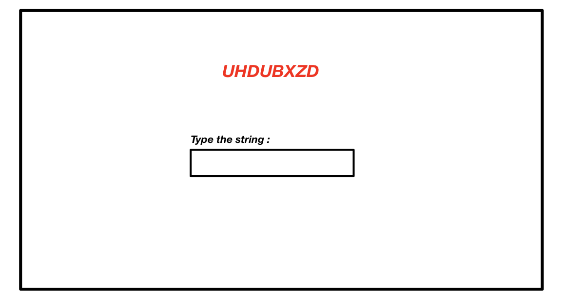 UHDUBXZD
Type the string :